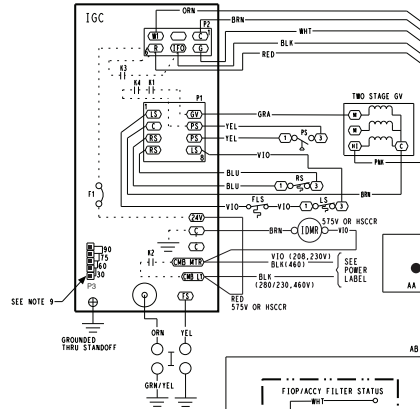 IGC
ORN
P2
BRN
W1
C
1
WHT
6
R
IFO
G
BLK
RED
K3
K4
K1
P1
TWO STAGE GV
1
LS
GV
GRA
M
C
PS
YEL
PS
1
3
M
RS
PS
YEL
HI
C
RS
LS
VIO
8
PNK
BLU
RS
BLU
1
3
BRN
F1
FLS
LS
VIO
VIO
1
3
24V
575V OR HSCCR
C
BRN
IDMR
VIO
C
90
75
60
30
K2
CMB MTR
VIO (208,230V)
BLK(460)
SEE
POWER
LABEL
CMB L1
BLK
(280/230,460V)
P3
SEE NOTE 9
FS
RED
575V OR HSCCR
AA
GROUNDED
THRU STANDOFF
ORN
YEL
AB
GRN/YEL
FIOP/ACCY FILTER STATUS
WHT